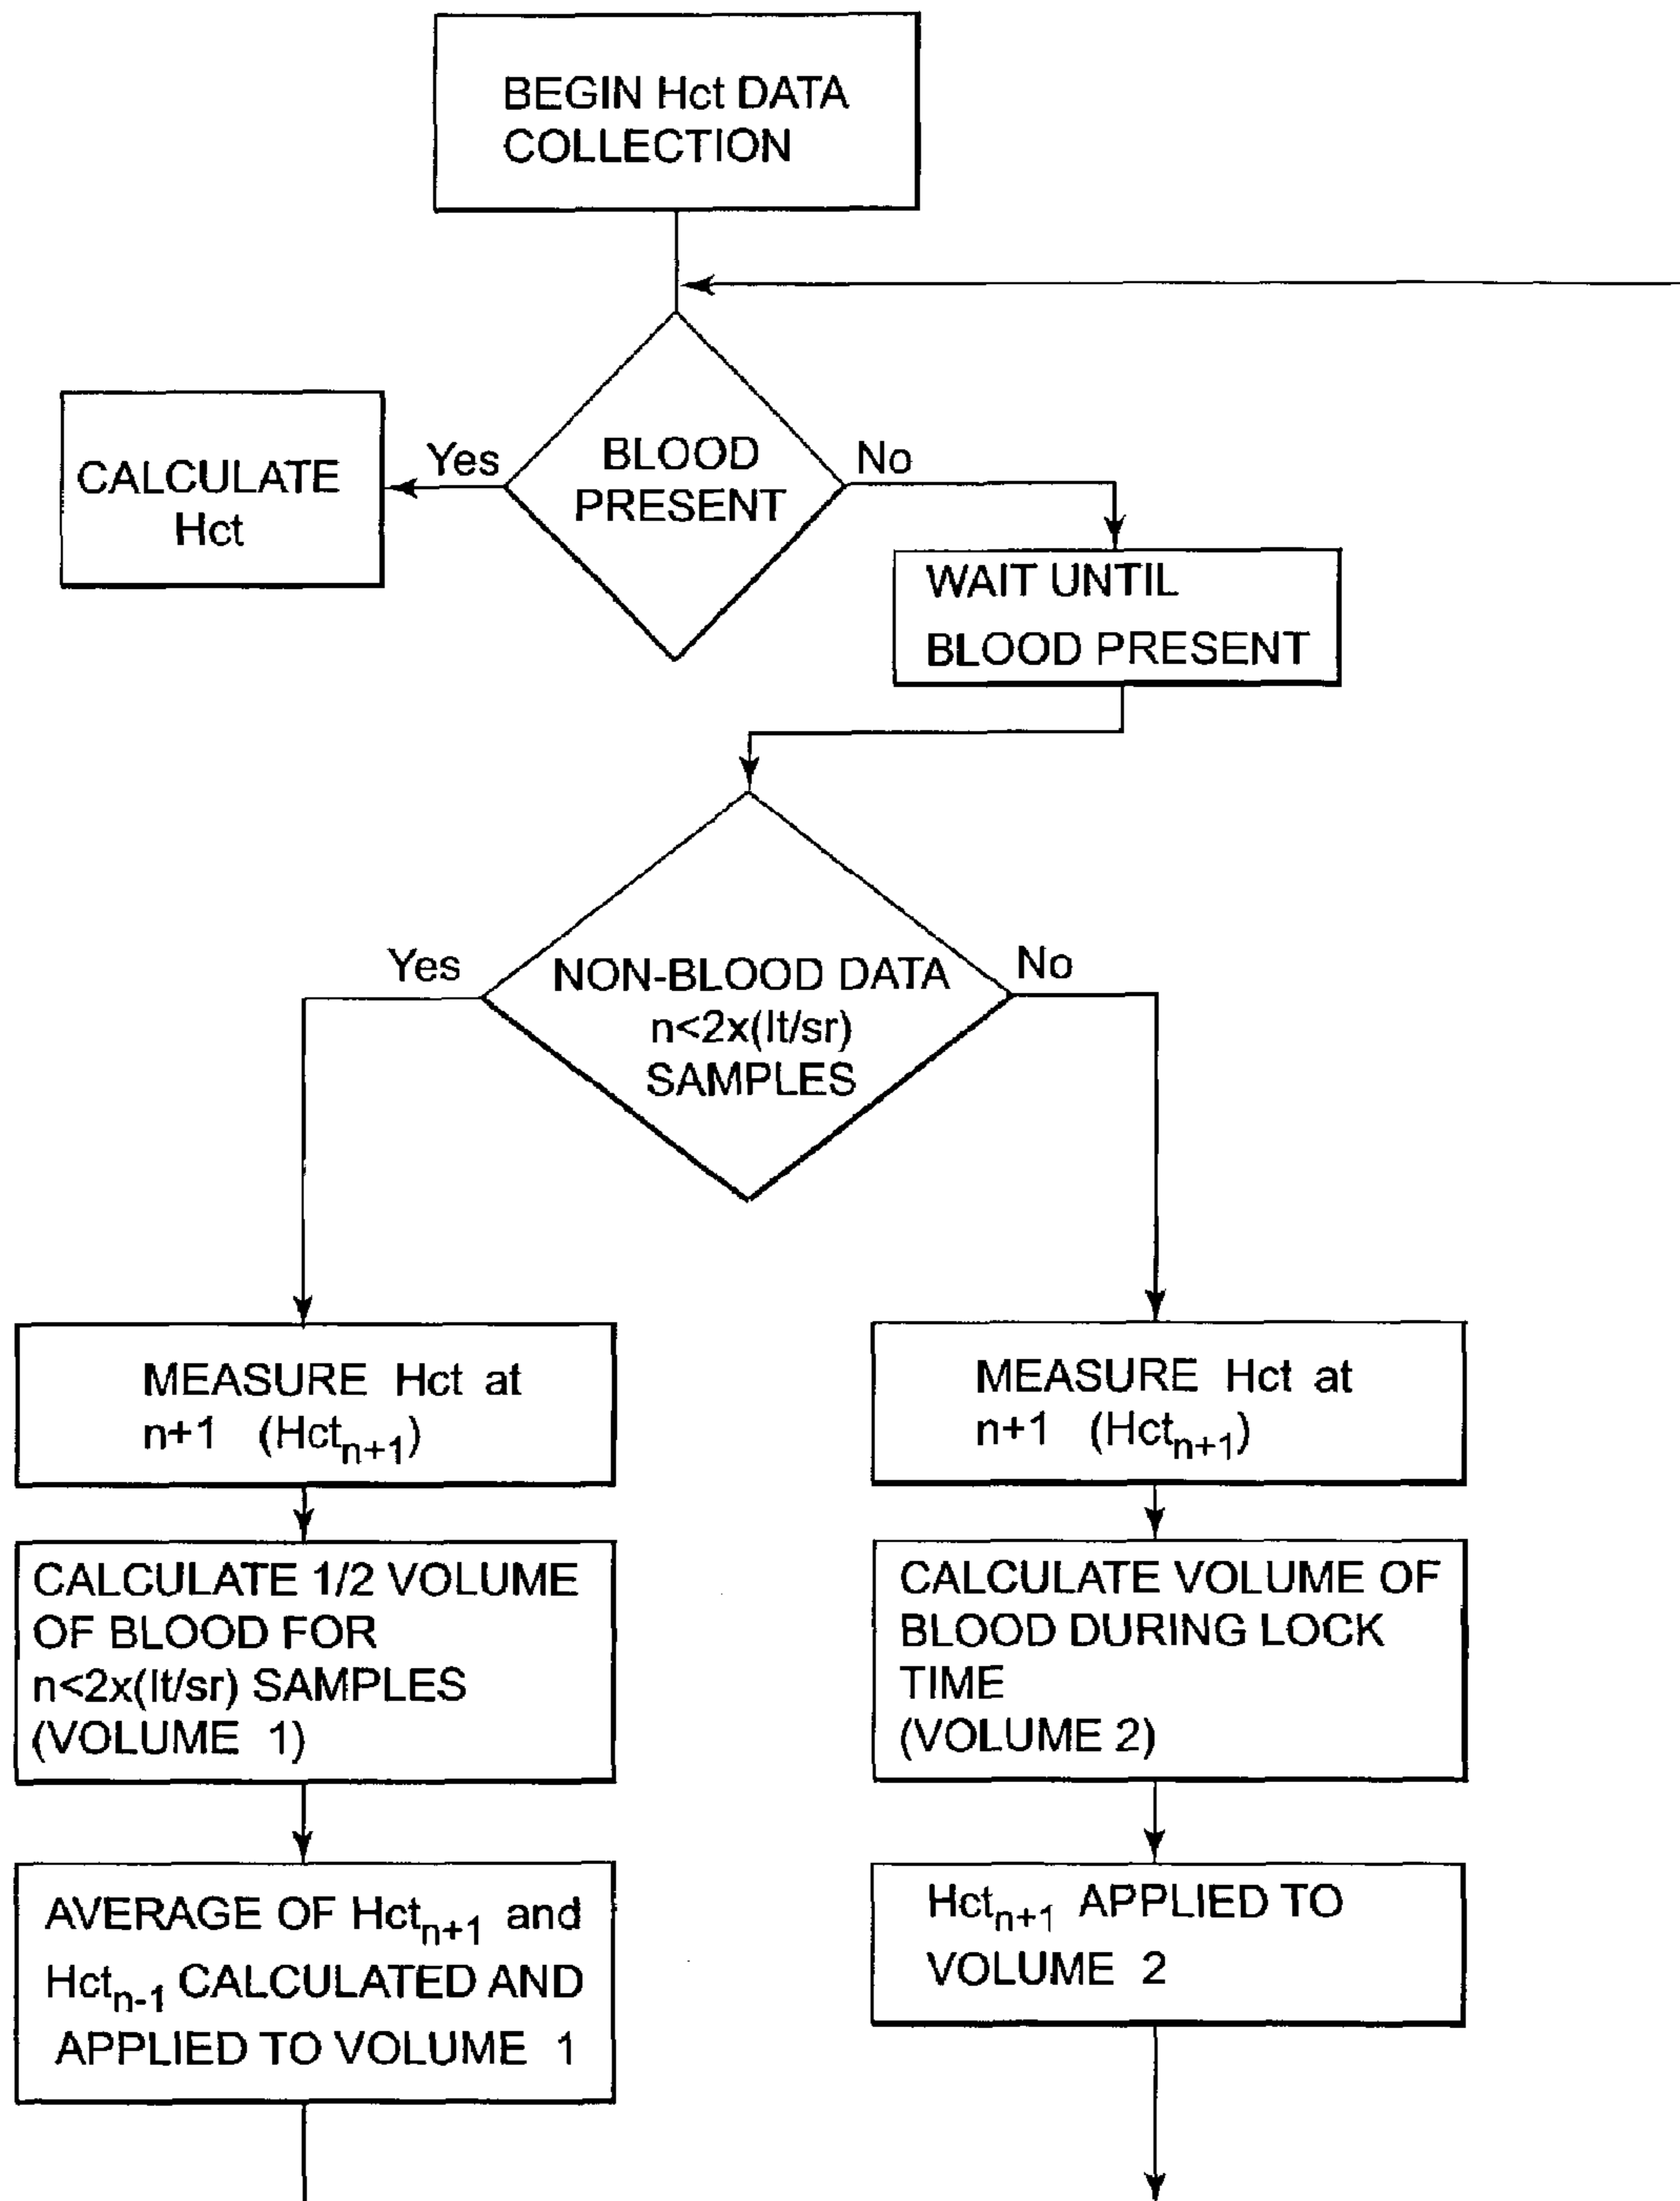 BEGIN Hct DATA
COLLECTION
Yes
BLOOD
PRESENT
No
CALCULATE
Hct
WAIT UNTIL
BLOOD PRESENT
Yes
NON-BLOOD DATA
n<2x(lt/sr)
SAMPLES
No
MEASURE Hct at
n+1 (Hctₙ₊₁)
MEASURE Hct at
n+1 (Hctₙ₊₁)
CALCULATE 1/2 VOLUME
OF BLOOD FOR
n<2x(lt/sr) SAMPLES
(VOLUME 1)
CALCULATE VOLUME OF
BLOOD DURING LOCK
TIME
(VOLUME 2)
AVERAGE OF Hctₙ₊₁ and
Hctₙ₋₁ CALCULATED AND
APPLIED TO VOLUME 1
Hctₙ₊₁ APPLIED TO
VOLUME 2